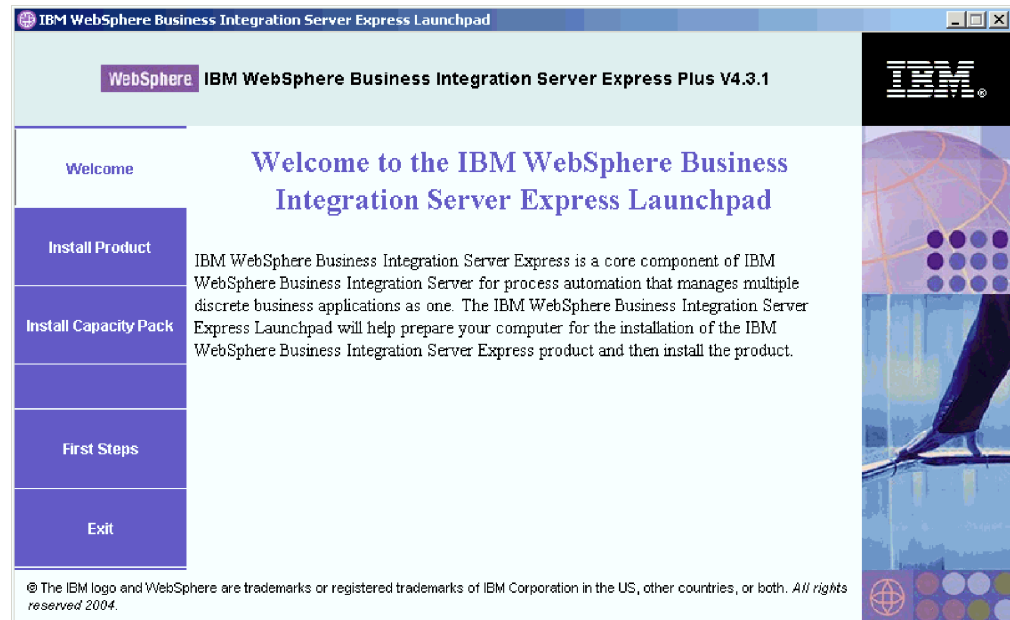 IBM WebSphere Business Integration Server Express Launchpad
WebSphere. IBM WebSphere Business Integration Server Express Plus V4.3.1
IBM®
Welcome
Install Product
Install Capacity Pack
First Steps
Exit
Welcome to the IBM WebSphere Business
Integration Server Express Launchpad
IBM WebSphere Business Integration Server Express is a core component of IBM
WebSphere Business Integration Server for process automation that manages multiple
discrete business applications as one. The IBM WebSphere Business Integration Server
Express Launchpad will help prepare your computer for the installation of the IBM
WebSphere Business Integration Server Express product and then install the product.
© The IBM logo and WebSphere are trademarks or registered trademarks of IBM Corporation in the US, other countries, or both. All rights
reserved 2004.